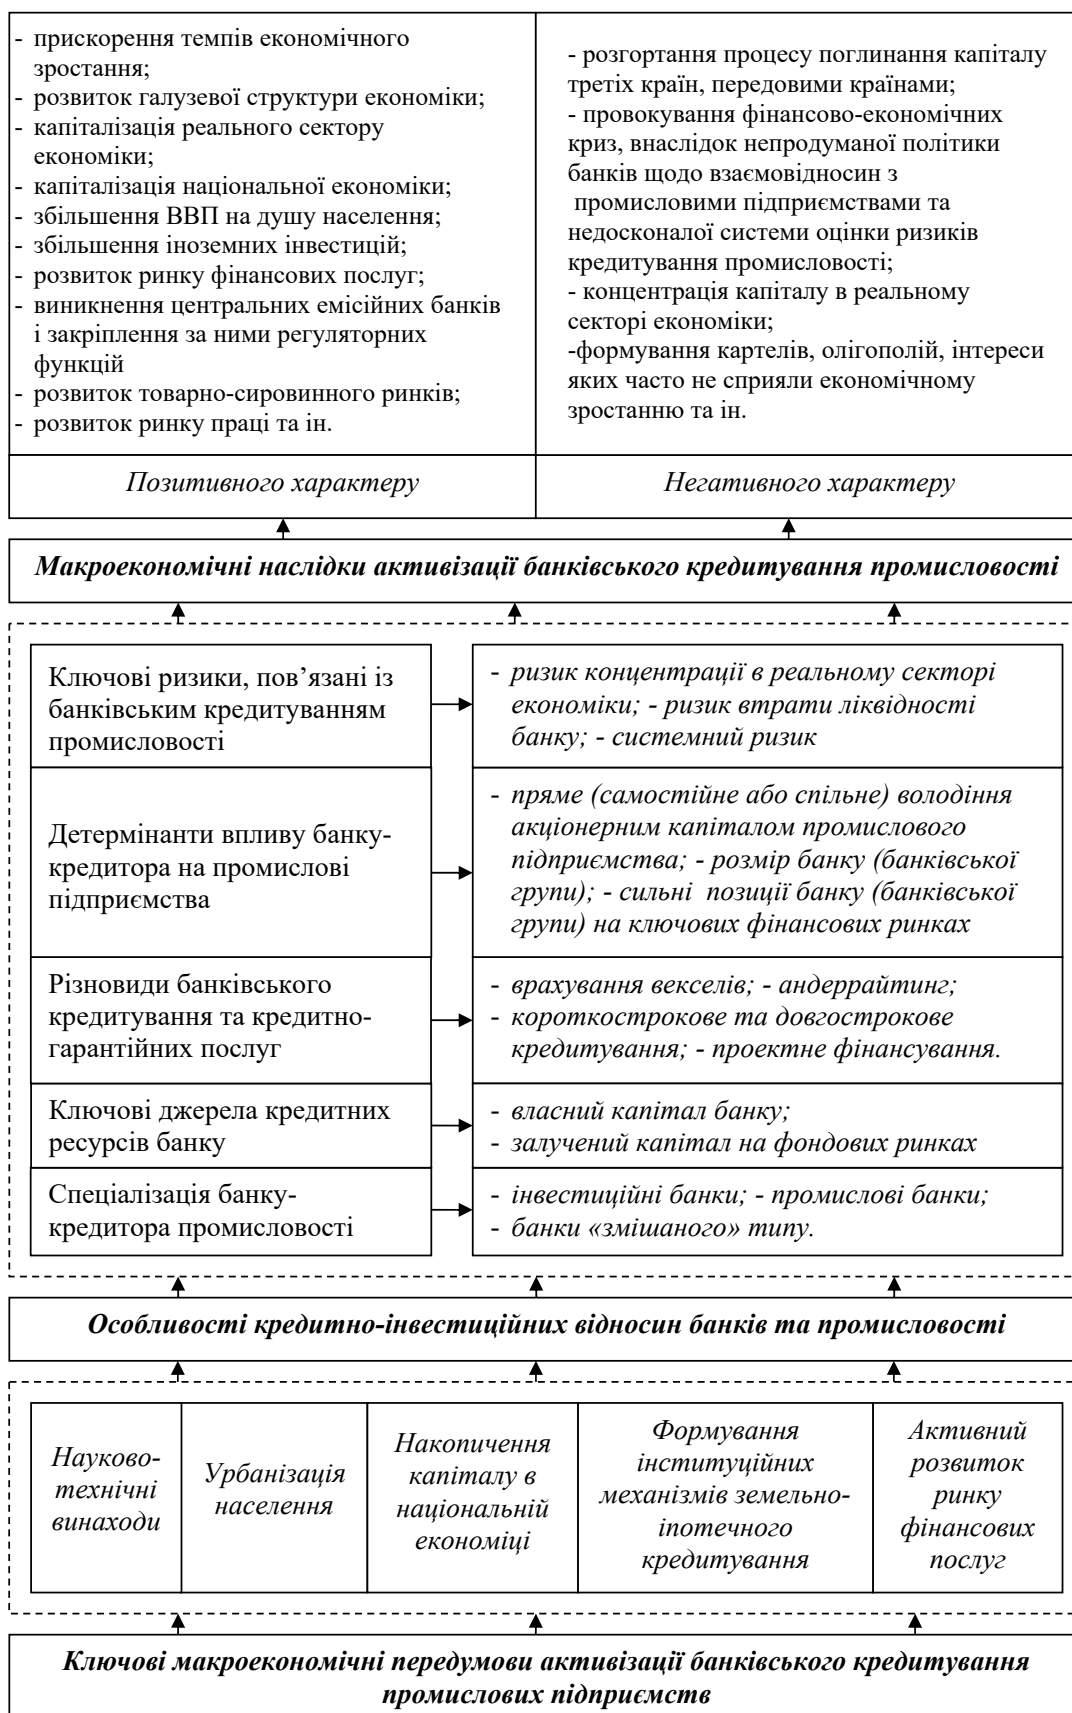 - прискорення темпів економічного
зростання;
- розвиток галузевої структури економіки;
- капіталізація реального сектору
економіки;
- капіталізація національної економіки;
- збільшення ВВП на душу населення;
- збільшення іноземних інвестицій;
- розвиток ринку фінансових послуг;
- виникнення центральних емісійних банків
і закріплення за ними регуляторних
функцій
- розвиток товарно-сировинного ринків;
- розвиток ринку праці та ін.
- розгортання процесу поглинання капіталу
третіх країн, передовими країнами;
- провокування фінансово-економічних
криз, внаслідок непродуманої політики
банків щодо взаємовідносин з
промисловими підприємствами та
недосконалої системи оцінки ризиків
кредитування промисловості;
- концентрація капіталу в реальному
секторі економіки;
-формування картелів, олігополій, інтереси
яких часто не сприяли економічному
зростанню та ін.
Позитивного характеру
Негативного характеру
Макроекономічні наслідки активізації банківського кредитування промисловості
Ключові ризики, пов’язані із
банківським кредитуванням
промисловості
- ризик концентрації в реальному секторі
економіки; - ризик втрати ліквідності
банку; - системний ризик
Детермінанти впливу банку-
кредитора на промислові
підприємства
- пряме (самостійне або спільне) володіння
акціонерним капіталом промислового
підприємства; - розмір банку (банківської
групи); - сильні позиції банку (банківської
групи) на ключових фінансових ринках
Різновиди банківського
кредитування та кредитно-
гарантійних послуг
- врахування векселів; - андеррайтинг;
- короткострокове та довгострокове
кредитування; - проектне фінансування.
Ключові джерела кредитних
ресурсів банку
- власний капітал банку;
- залучений капітал на фондових ринках
Спеціалізація банку-
кредитора промисловості
- інвестиційні банки; - промислові банки;
- банки «змішаного» типу.
Особливості кредитно-інвестиційних відносин банків та промисловості
Науково-
технічні
винаходи
Урбанізація
населення
Накопичення
капіталу в
національній
економіці
Формування
інституційних
механізмів земельно-
іпотечного
кредитування
Активний
розвиток
ринку
фінансових
послуг
Ключові макроекономічні передумови активізації банківського кредитування
промислових підприємств